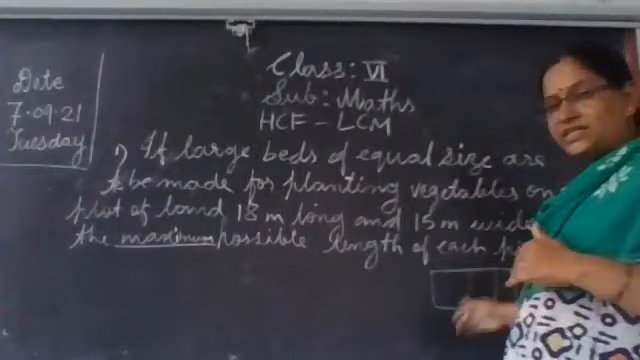 Date
7.09.21
Tuesday
Class: VI
Sub: Maths
HCF - LCM
If large beds of equal size are
to be made for planting vegetables on
plot of land 18 m long and 15 m wide
the maximum possible length of each